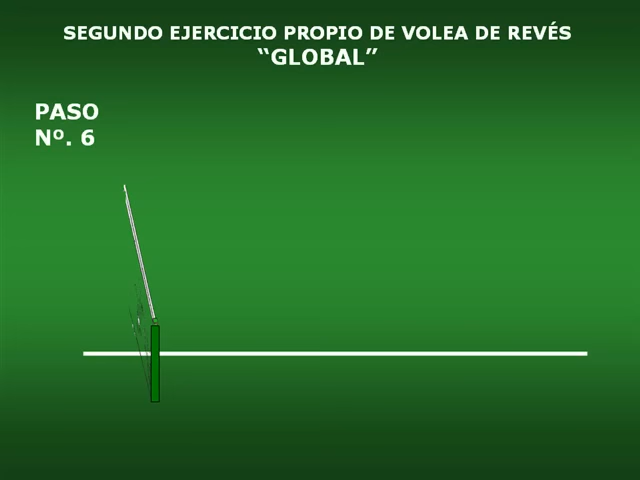 SEGUNDO EJERCICIO PROPIO DE VOLEA DE REVÉS
“GLOBAL”
PASO
Nº. 6